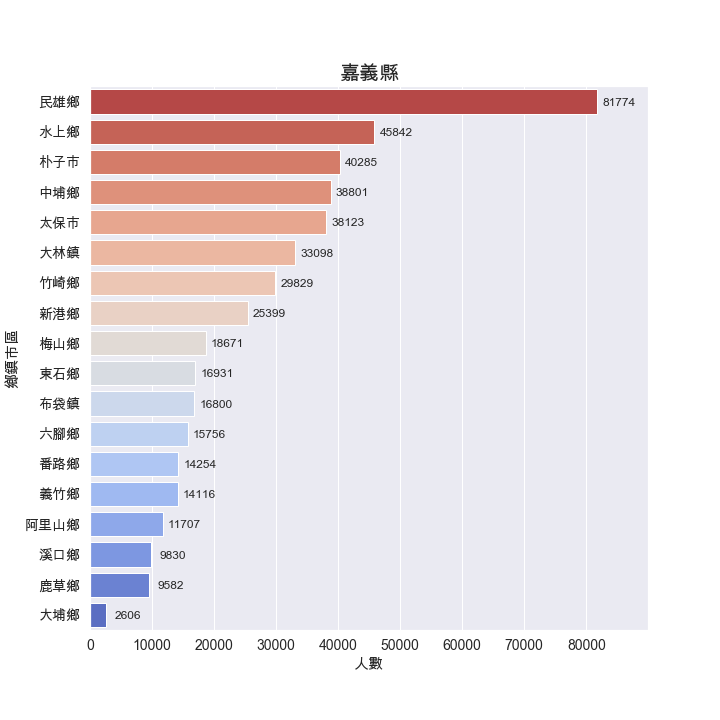 嘉義縣
鄉鎮市區
民雄鄉 81774
水上鄉 45842
朴子市 40285
中埔鄉 38801
太保市 38123
大林鎮 33098
竹崎鄉 29829
新港鄉 25399
梅山鄉 18671
東石鄉 16931
布袋鎮 16800
六腳鄉 15756
番路鄉 14254
義竹鄉 14116
阿里山鄉 11707
溪口鄉 9830
鹿草鄉 9582
大埔鄉 2606
0 10000 20000 30000 40000 50000 60000 70000 80000
人數